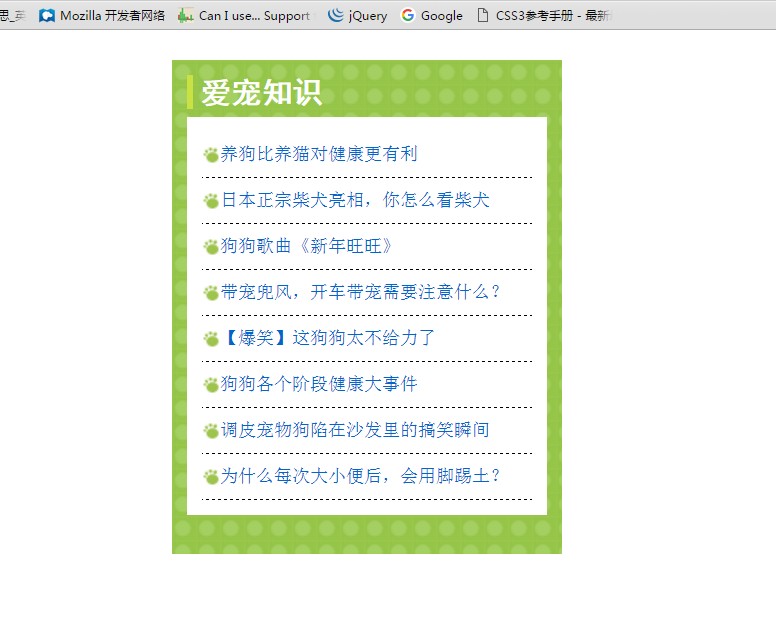 Mozilla 开发者网络 Can I use... Support jQuery Google CSS3参考手册 - 最新
爱宠知识
养狗比养猫对健康更有利
日本正宗柴犬亮相，你怎么看柴犬
狗狗歌曲《新年旺旺》
带宠兜风，开车带宠需要注意什么？
【爆笑】这狗狗太不给力了
狗狗各个阶段健康大事件
调皮宠物狗陷在沙发里的搞笑瞬间
为什么每次大小便后，会用脚踢土？